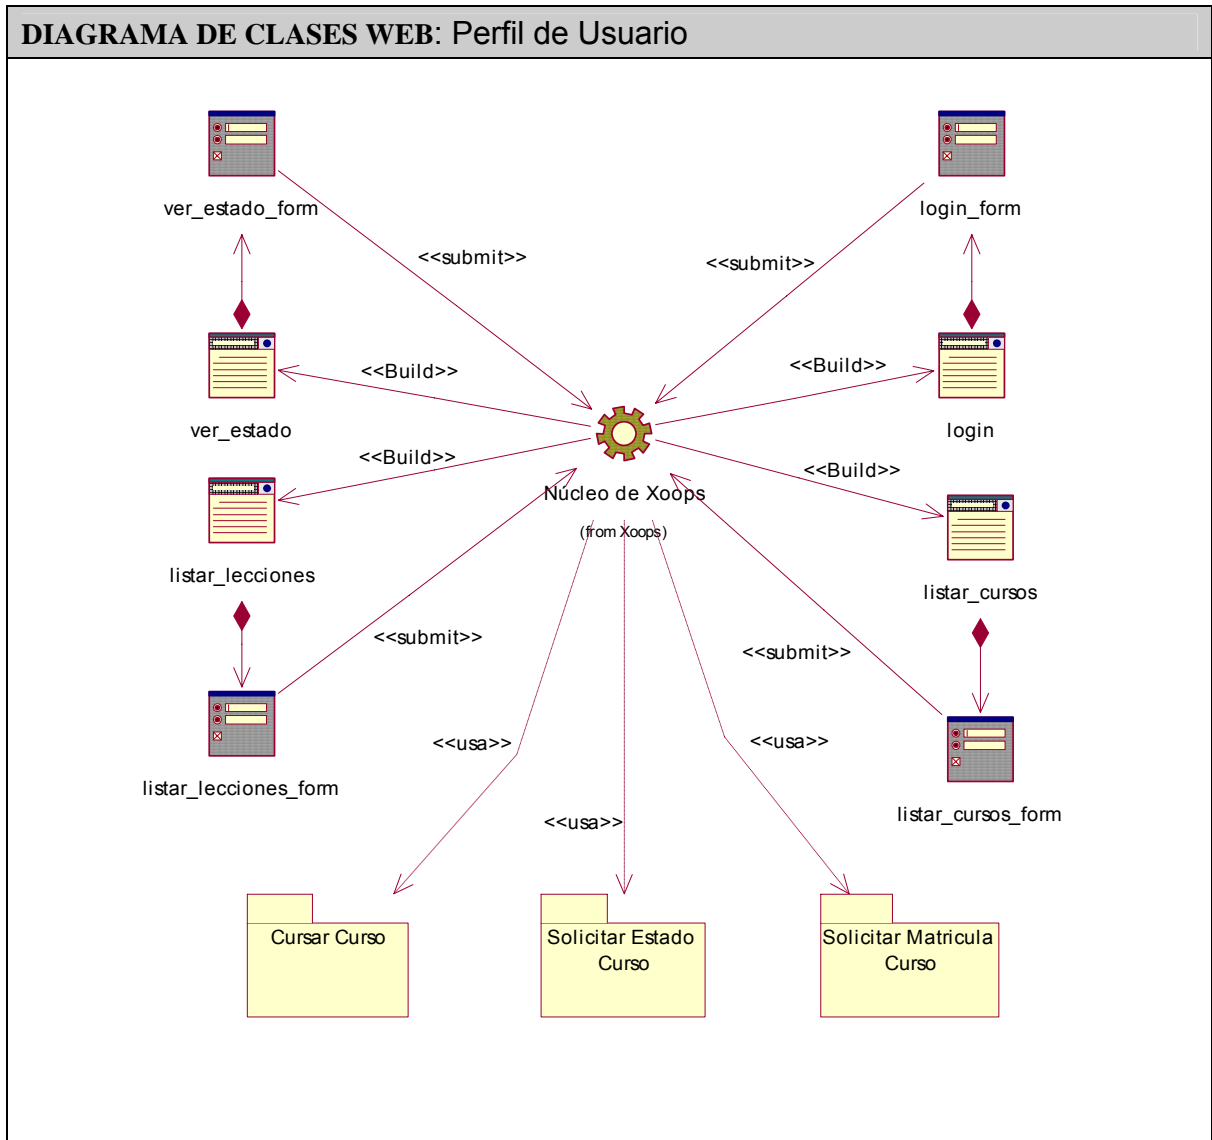 DIAGRAMA DE CLASES WEB: Perfil de Usuario
ver_estado_form
login_form
<<submit>>
<<submit>>
<<Build>>
<<Build>>
ver_estado
login
<<Build>>
<<Build>>
Núcleo de Xoops
(from Xoops)
listar_lecciones
listar_cursos
<<submit>>
<<submit>>
<<usa>>
<<usa>>
listar_lecciones_form
listar_cursos_form
<<usa>>
Cursar Curso
Solicitar Estado
Curso
Solicitar Matricula
Curso